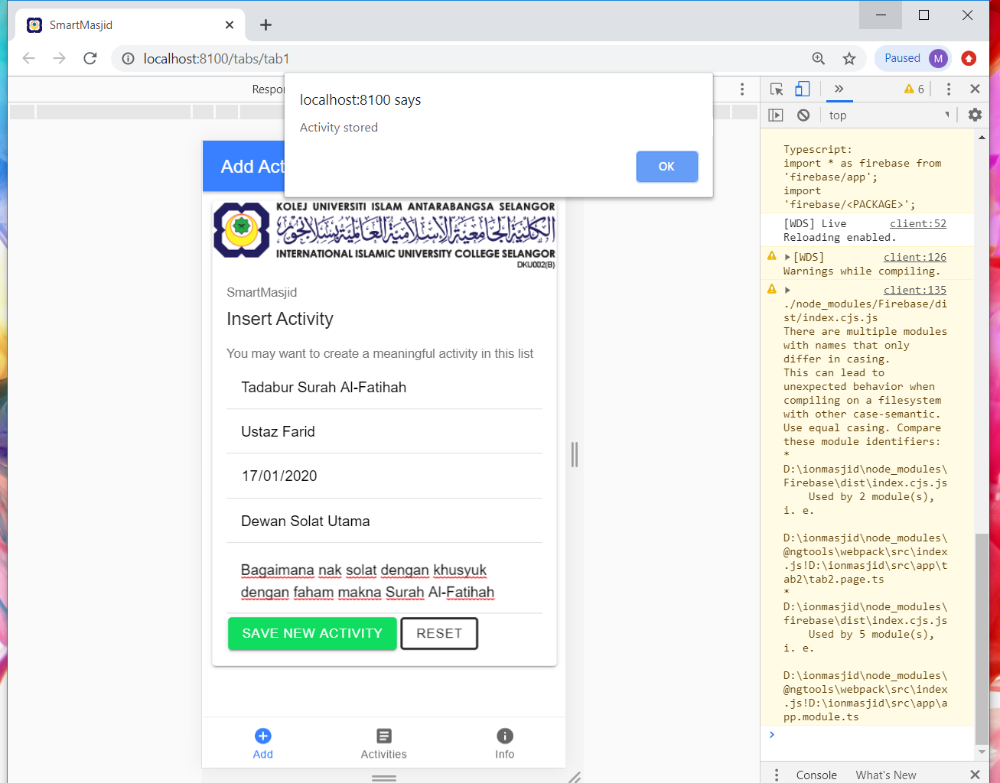 SmartMasjid
localhost:8100/tabs/tab1
Paused M
Respon
localhost:8100 says
Activity stored
OK
Add Act
KOLEJ UNIVERSITI ISLAM ANTARABANGSA SELANGOR
الكلية الجامعية الإسلامية العالمية بسلانجور
INTERNATIONAL ISLAMIC UNIVERSITY COLLEGE SELANGOR
DKU002(B)
SmartMasjid
Insert Activity
You may want to create a meaningful activity in this list
Tadabur Surah Al-Fatihah
Ustaz Farid
17/01/2020
Dewan Solat Utama
Bagaimana nak solat dengan khusyuk
dengan faham makna Surah Al-Fatihah
SAVE NEW ACTIVITY RESET
Add Activities Info
6
top
Typescript:
import * as firebase from
'firebase/app';
import
'firebase/<PACKAGE>';
[WDS] Live client:52
Reloading enabled.
[WDS] client:126
Warnings while compiling.
client:135
./node_modules/Firebase/di
st/index.cjs.js
There are multiple modules
with names that only
differ in casing.
This can lead to
unexpected behavior when
compiling on a filesystem
with other case-semantic.
Use equal casing. Compare
these module identifiers:
*
D:\ionmasjid\node_modules\
Firebase\dist\index.cjs.js
Used by 2 module(s),
i. e.
D:\ionmasjid\node_modules\
@ngtools\webpack\src\index
.js!D:\ionmasjid\src\app\t
ab2\tab2.page.ts
*
D:\ionmasjid\node_modules\
firebase\dist\index.cjs.js
Used by 5 module(s),
i. e.
D:\ionmasjid\node_modules\
@ngtools\webpack\src\index
.js!D:\ionmasjid\src\app\a
pp.module.ts
Console What's New